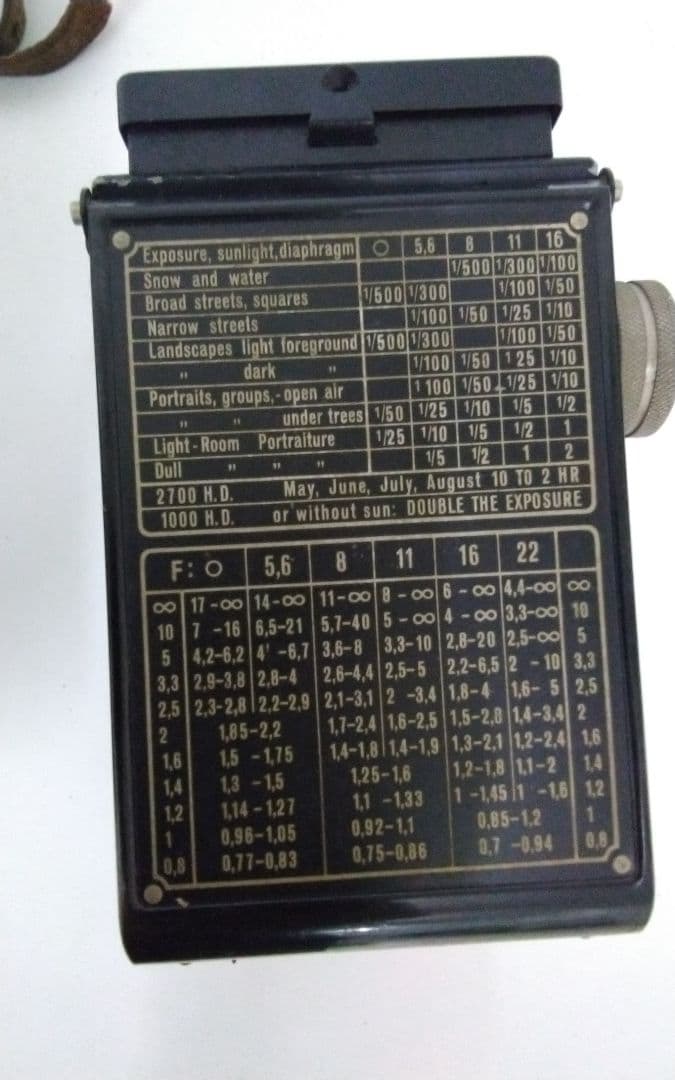 Exposure, sunlight, diaphragm O 5,6 8 11 16
Snow and water 1/500 1/300 1/100
Broad streets, squares 1/500 1/300 1/100 1/50
Narrow streets 1/100 1/50 1/25 1/10
Landscapes light foreground 1/500 1/300 1/100 1/50
" dark " 1/100 1/50 1 25 1/10
Portraits, groups,- open air 1 100 1/50 1/25 1/10
" " under trees 1/50 1/25 1/10 1/5 1/2
Light-Room Portraiture 1/25 1/10 1/5 1/2 1
Dull " " " 1/5 1/2 1 2
2700 H.D. May, June, July, August 10 TO 2 HR
1000 H.D. or without sun: DOUBLE THE EXPOSURE
F: O 5,6 8 11 16 22
∞ 17-∞ 14-∞ 11-∞ 8-∞ 6-∞ 4,4-∞ ∞
10 7-16 6,5-21 5,7-40 5-∞ 4-∞ 3,3-∞ 10
5 4,2-6,2 4'-6,7 3,6-8 3,3-10 2,8-20 2,5-∞ 5
3,3 2,9-3,8 2,8-4 2,6-4,4 2,5-5 2,2-6,5 2-10 3,3
2,5 2,3-2,8 2,2-2,9 2,1-3,1 2-3,4 1,8-4 1,6-5 2,5
2 1,85-2,2 1,7-2,4 1,6-2,5 1,5-2,8 1,4-3,4 2
1,6 1,5-1,75 1,4-1,8 1,4-1,9 1,3-2,1 1,2-2,4 1,6
1,4 1,3-1,5 1,25-1,6 1,2-1,8 1,1-2 1,4
1,2 1,14-1,27 1,1-1,33 1-1,45 1-1,6 1,2
1 0,96-1,05 0,92-1,1 0,85-1,2 1
0,8 0,77-0,83 0,75-0,86 0,7-0,94 0,8